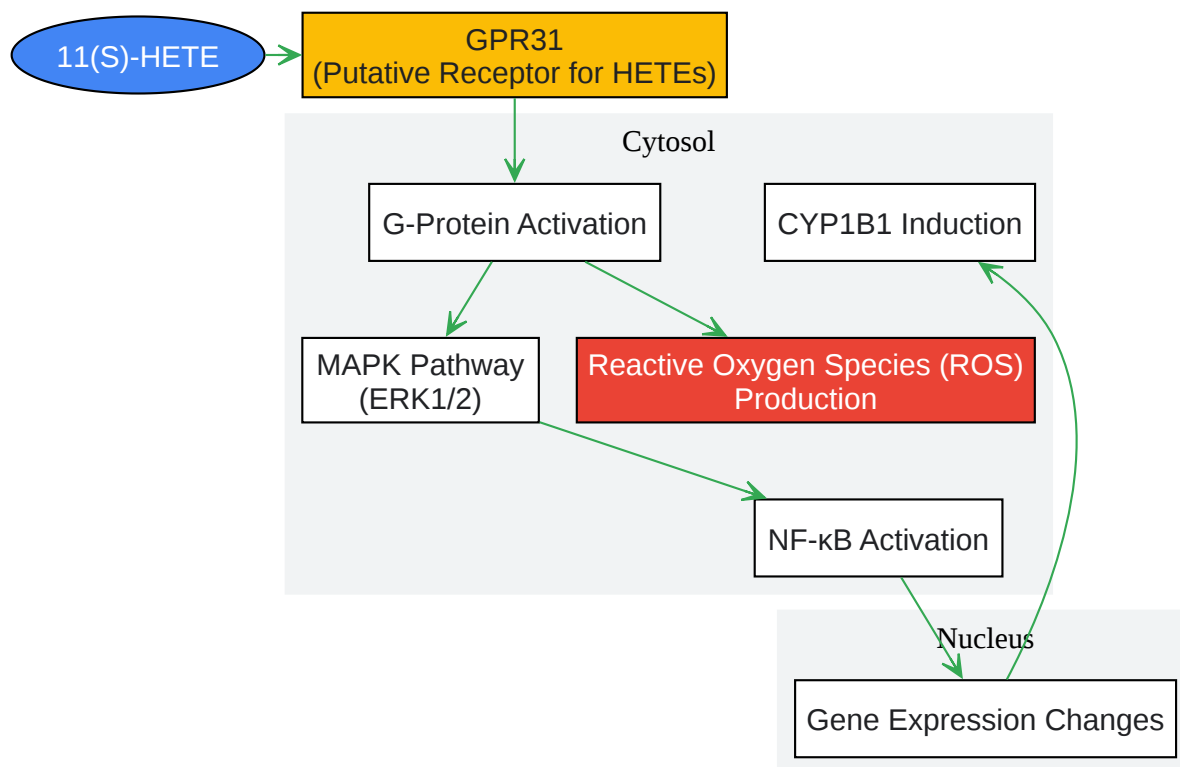 11(S)-HETE
GPR31
(Putative Receptor for HETEs)
Cytosol
G-Protein Activation
CYP1B1 Induction
MAPK Pathway
(ERK1/2)
Reactive Oxygen Species (ROS)
Production
NF-κB Activation
Nucleus
Gene Expression Changes